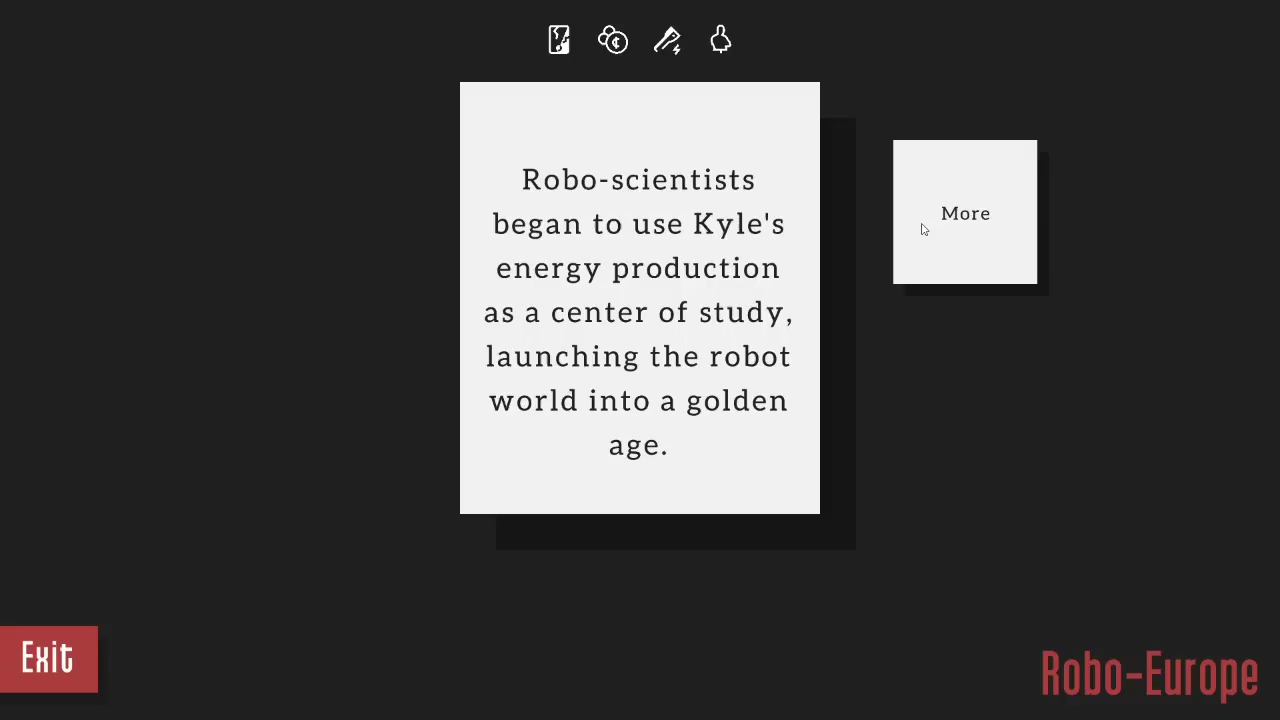 Robo-scientists
began to use Kyle's
energy production
as a center of study,
launching the robot
world into a golden
age.
More
Exit
Robo-Europe